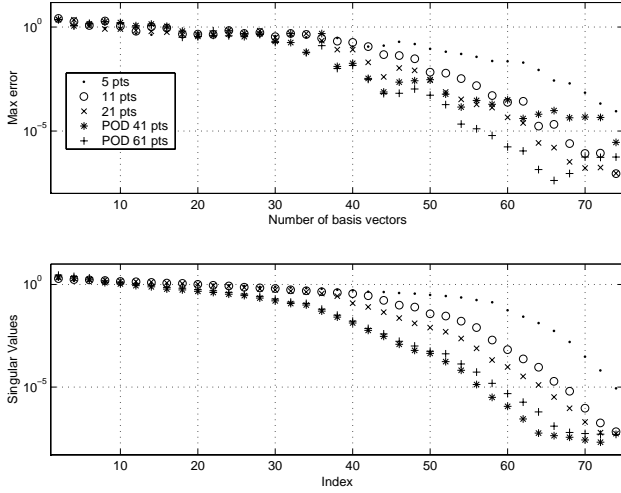 10^0
10^-5
Max error
5 pts
11 pts
21 pts
POD 41 pts
POD 61 pts
10 20 30 40 50 60 70
Number of basis vectors
10^0
10^-5
Singular Values
10 20 30 40 50 60 70
Index